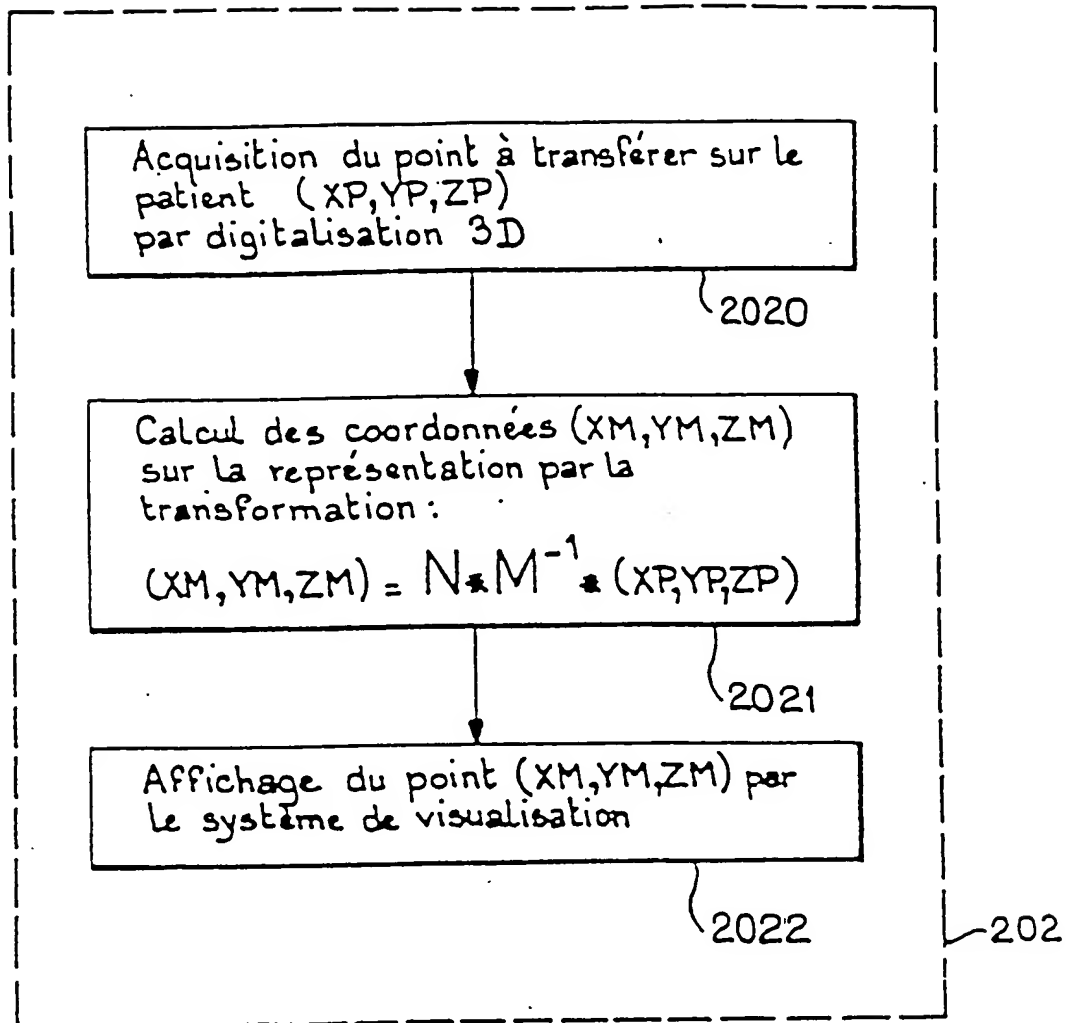 Acquisition du point à transférer sur le
patient (XP,YP,ZP)
par digitalisation 3D
2020
Calcul des coordonnées (XM,YM,ZM)
sur la représentation par la
transformation :
(XM,YM,ZM) = N * M⁻¹ * (XP,YP,ZP)
2021
Affichage du point (XM,YM,ZM) par
le système de visualisation
2022
202